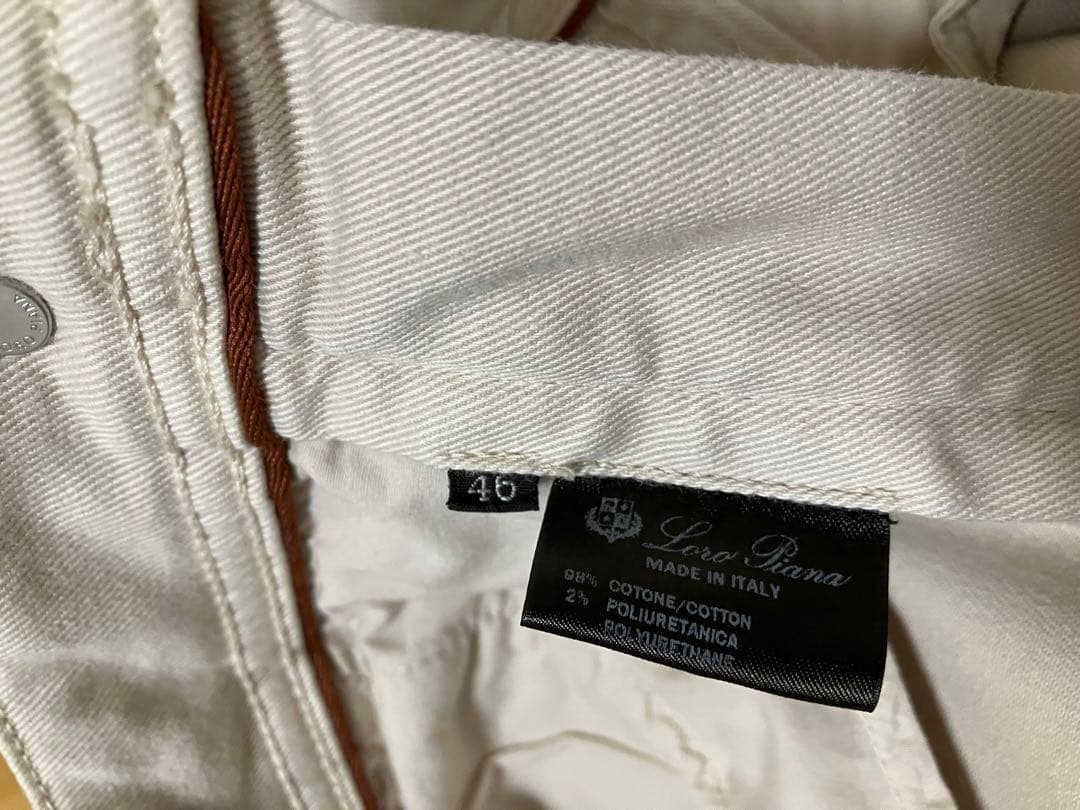 46
Loro Piana
MADE IN ITALY
98% COTONE/COTTON
2% POLIURETANICA
POLYURETHANE